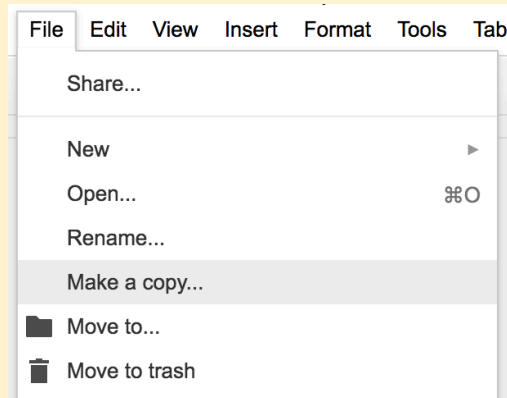 File Edit View Insert Format Tools Tab
Share...
New ►
Open... ⌘O
Rename...
Make a copy...
Move to...
Move to trash